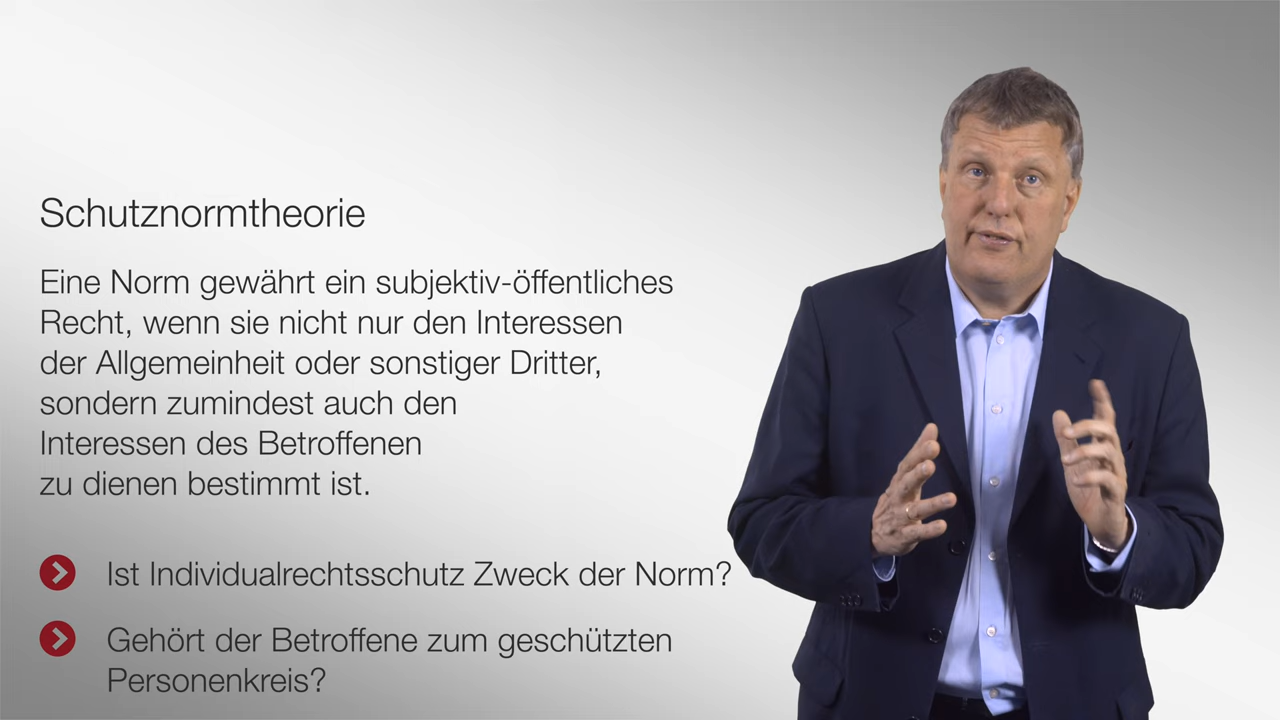 Schutznormtheorie
Eine Norm gewährt ein subjektiv-öffentliches
Recht, wenn sie nicht nur den Interessen
der Allgemeinheit oder sonstiger Dritter,
sondern zumindest auch den
Interessen des Betroffenen
zu dienen bestimmt ist.
Ist Individualrechtsschutz Zweck der Norm?
Gehört der Betroffene zum geschützten
Personenkreis?